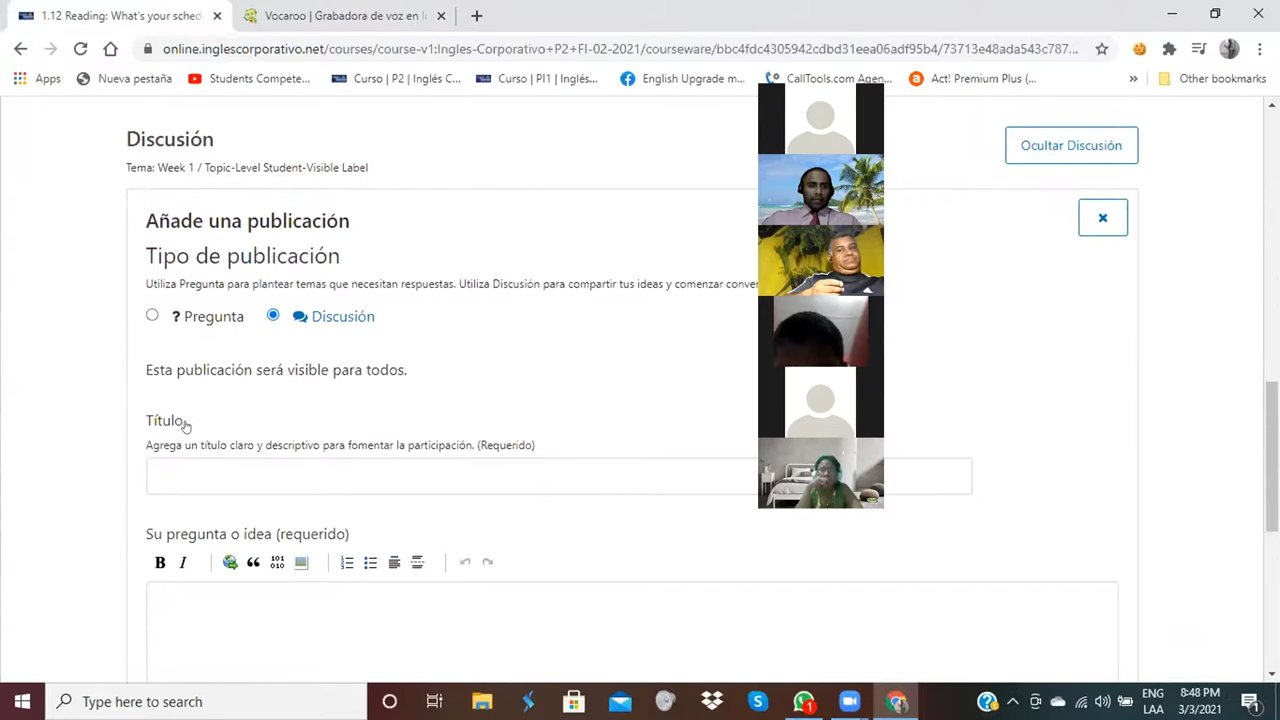 1.12 Reading: What's your sched
Vocaroo | Grabadora de voz en l
online.inglescorporativo.net/courses/course-v1:Ingles-Corporativo+P2+FI-02-2021/courseware/bbc4fdc4305942cdbd31eea06adf95b4/73713e48ada543c787...
Apps
Nueva pestaña
Students Compete...
Curso | P2 | Inglés C...
Curso | PI1 | Inglés...
English Upgrade m...
CallTools.com Agen...
Act! Premium Plus (...
»
Other bookmarks
Discusión
Ocultar Discusión
Tema: Week 1 / Topic-Level Student-Visible Label
Añade una publicación
Tipo de publicación
Utiliza Pregunta para plantear temas que necesitan respuestas. Utiliza Discusión para compartir tus ideas y comenzar conver
? Pregunta
Discusión
Esta publicación será visible para todos.
Título
Agrega un título claro y descriptivo para fomentar la participación. (Requerido)
Su pregunta o idea (requerido)
B I
Type here to search
ENG
LAA
8:48 PM
3/3/2021
1
1